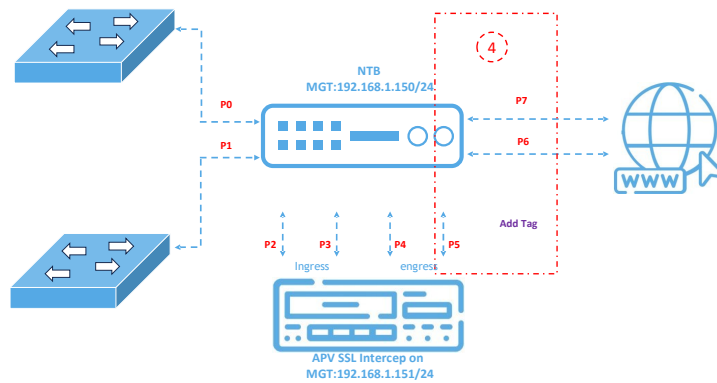 4
NTB
MGT:192.168.1.150/24
P0
P7
P1
P6
WWW
Add Tag
P2
P3
P4
P5
Ingress
engress
APV SSL Intercep on
MGT:192.168.1.151/24